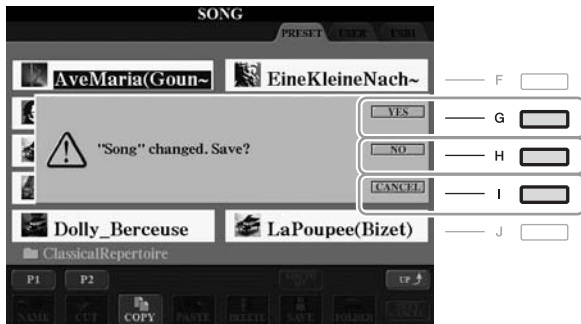 SONG
PRESET USER USB1
AveMaria(Goun~ EineKleineNach~
F
YES
G
"Song" changed. Save?
NO
H
CANCEL
I
Dolly_Berceuse LaPoupee(Bizet)
J
ClassicalRepertoire
P1 P2 UP
NAME CUT COPY PASTE DELETE SAVE FOLDER